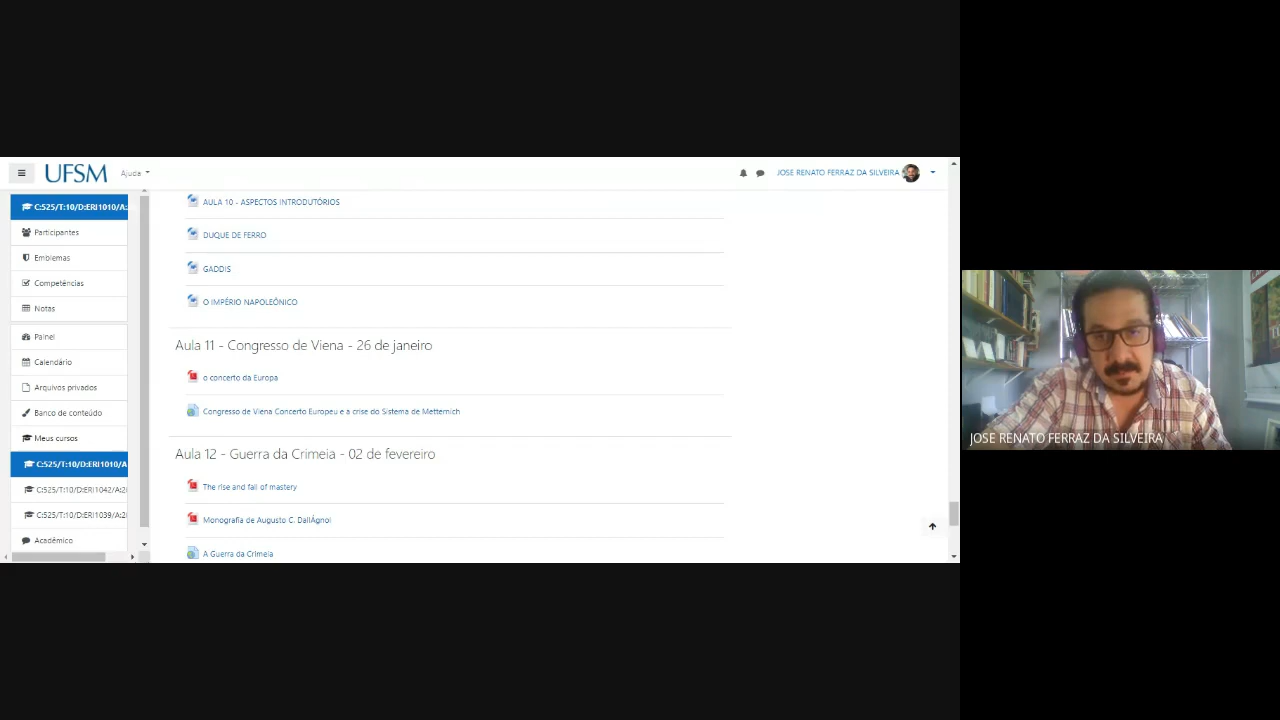 UFSM
Ajuda
JOSE RENATO FERRAZ DA SILVEIRA
C:525/T:10/D:ERI1010/A:
Participantes
Emblemas
Competências
Notas
Painel
Calendário
Arquivos privados
Banco de conteúdo
Meus cursos
C:525/T:10/D:ERI1010/A
C:525/T:10/D:ERI1042/A:2
C:525/T:10/D:ERI1039/A:2
Acadêmico
AULA 10 - ASPECTOS INTRODUTÓRIOS
DUQUE DE FERRO
GADDIS
O IMPÉRIO NAPOLEÔNICO
Aula 11 - Congresso de Viena - 26 de janeiro
o concerto da Europa
Congresso de Viena Concerto Europeu e a crise do Sistema de Metternich
Aula 12 - Guerra da Crimeia - 02 de fevereiro
The rise and fall of mastery
Monografia de Augusto C. DallÁgnol
A Guerra da Crimeia
JOSE RENATO FERRAZ DA SILVEIRA